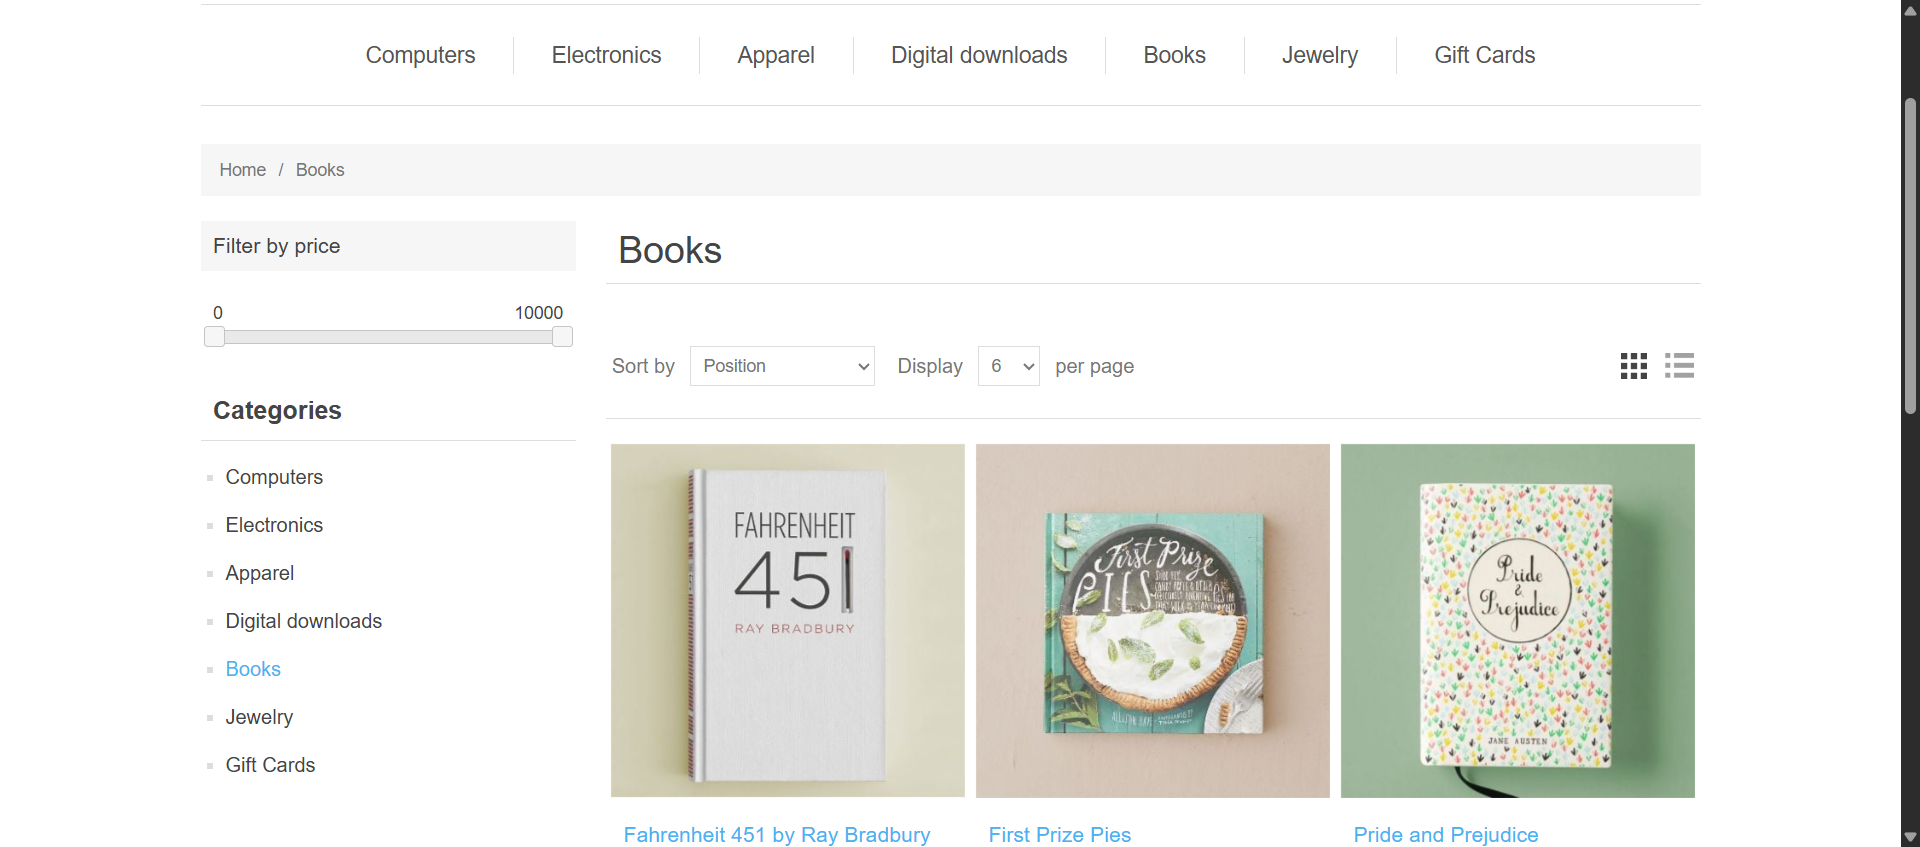 Computers Electronics Apparel Digital downloads Books Jewelry Gift Cards
Home / Books
Filter by price
0 10000
Categories
Computers
Electronics
Apparel
Digital downloads
Books
Jewelry
Gift Cards
Books
Sort by Position Display 6 per page
FAHRENHEIT
451
RAY BRADBURY
Fahrenheit 451 by Ray Bradbury
First Prize
PIES
First Prize Pies
Pride
&
Prejudice
JANE AUSTEN
Pride and Prejudice